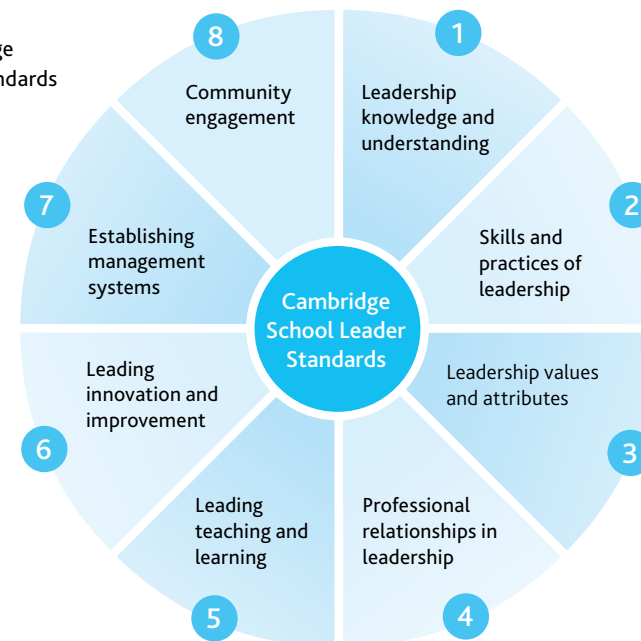 ge
ndards
8
Community
engagement
1
Leadership
knowledge and
understanding
2
Skills and
practices of
leadership
3
Leadership values
and attributes
4
Professional
relationships in
leadership
5
Leading
teaching and
learning
6
Leading
innovation and
improvement
7
Establishing
management
systems
Cambridge
School Leader
Standards